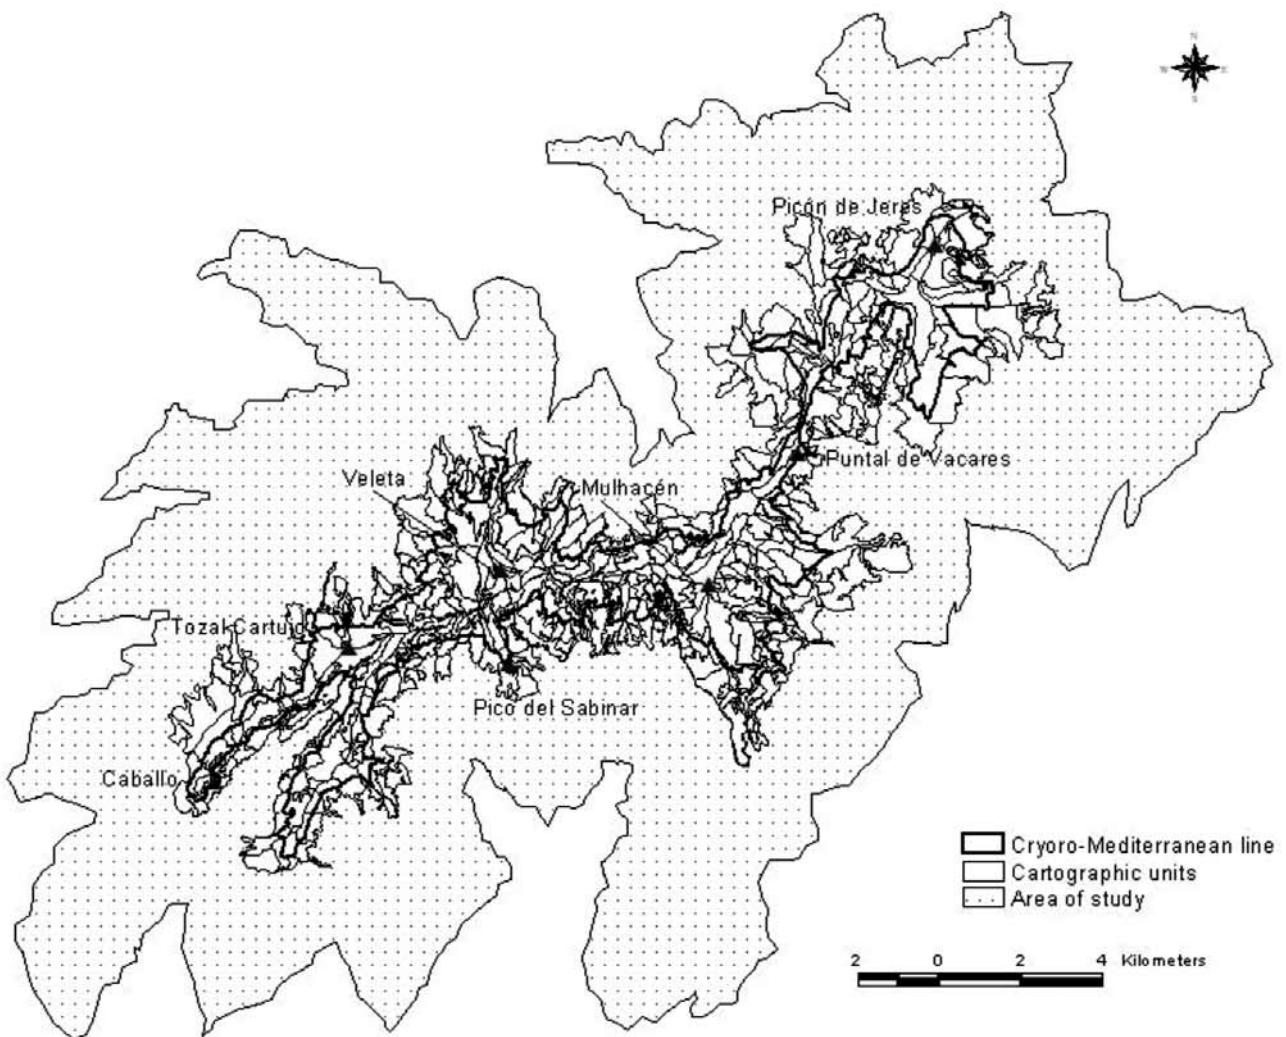 N
W E
S
Picón de Jeres
Puntal de Vacares
Veleta
Mulhacén
Tozal Cartujo
Pico del Sabinar
Caballo
Cryoro-Mediterranean line
Cartographic units
Area of study
2 0 2 4 Kilometers